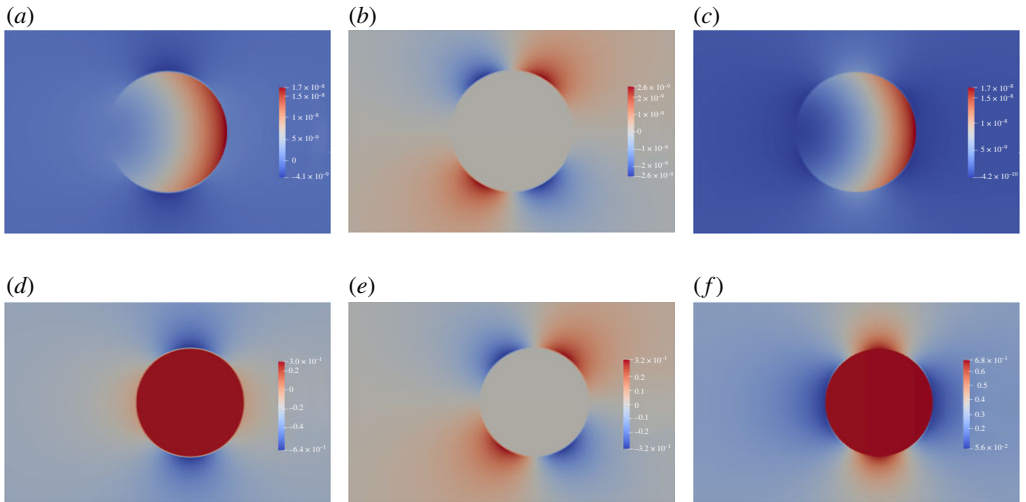 (a)
1.7 × 10⁻⁸
1.5 × 10⁻⁸
1 × 10⁻⁸
5 × 10⁻⁹
0
−4.1 × 10⁻⁹
(b)
2 × 10⁻⁹
1 × 10⁻⁹
0
−1 × 10⁻⁹
−2 × 10⁻⁹
−2.6 × 10⁻⁹
(c)
1.7 × 10⁻⁸
1.5 × 10⁻⁸
1 × 10⁻⁸
5 × 10⁻⁹
−4.2 × 10⁻¹⁰
(d)
3.0 × 10⁻¹
0.2
0
−0.2
−0.4
−6.4 × 10⁻¹
(e)
3.2 × 10⁻¹
0.2
0.1
0
−0.1
−0.2
−3.2 × 10⁻¹
(f)
6.8 × 10⁻¹
0.6
0.5
0.4
0.3
0.2
5.6 × 10⁻²